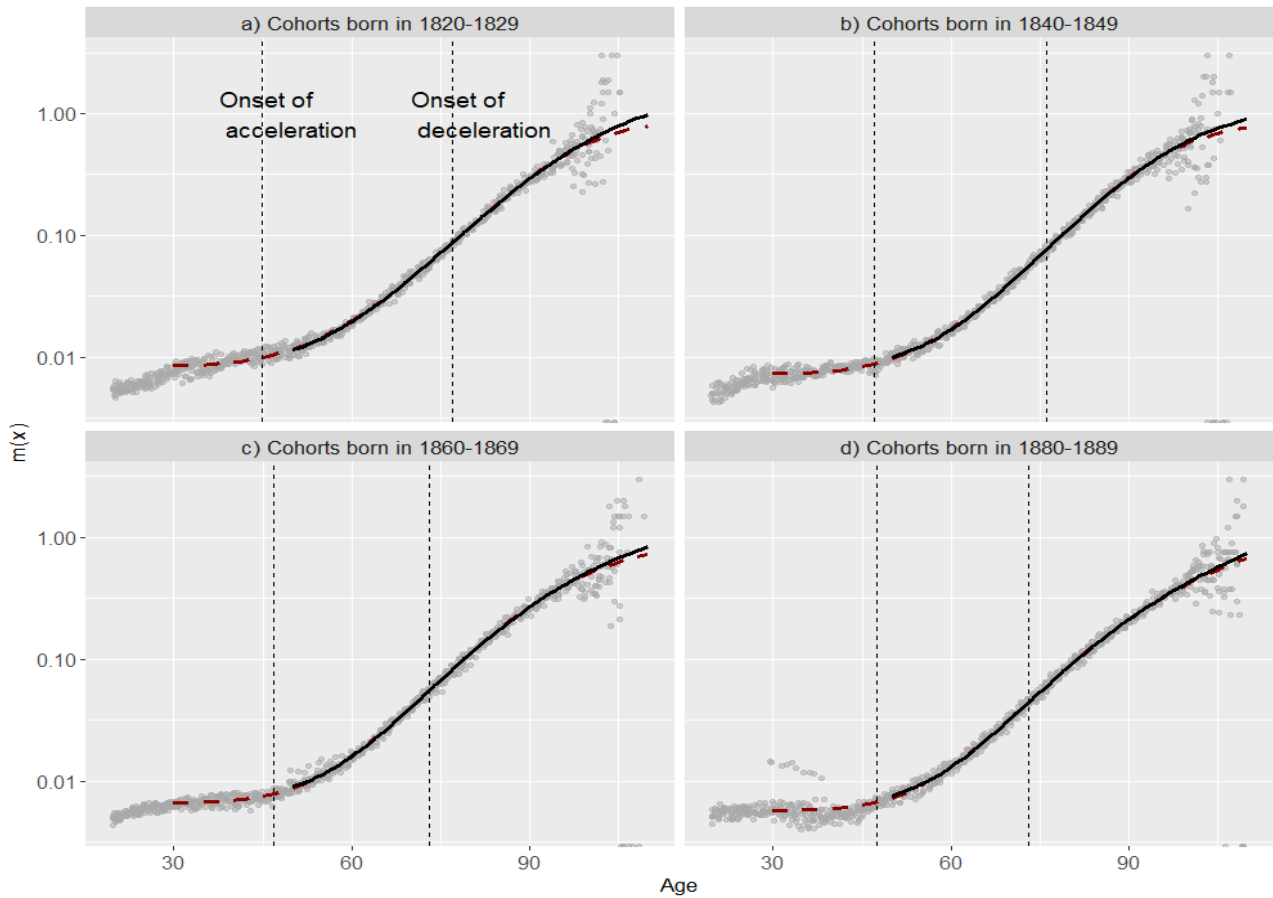 a) Cohorts born in 1820-1829
b) Cohorts born in 1840-1849
Onset of
acceleration
Onset of
deceleration
1.00
0.10
0.01
m(x)
c) Cohorts born in 1860-1869
d) Cohorts born in 1880-1889
1.00
0.10
0.01
30
60
90
30
60
90
Age